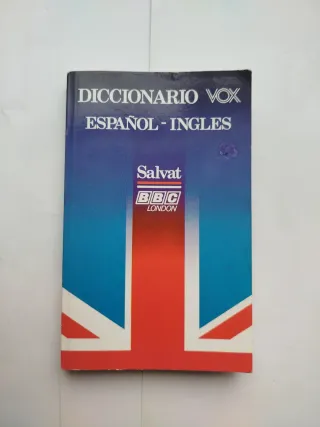 DICCIONARIO VOX
ESPAÑOL - INGLES
Salvat
BBC
LONDON